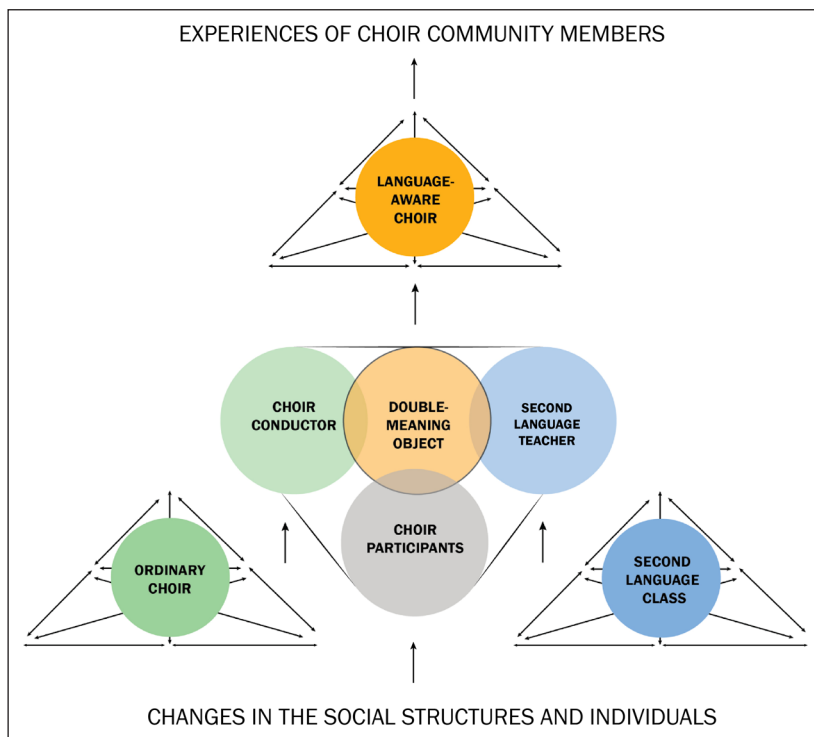 EXPERIENCES OF CHOIR COMMUNITY MEMBERS
LANGUAGE-
AWARE
CHOIR
CHOIR
CONDUCTOR
DOUBLE-
MEANING
OBJECT
SECOND
LANGUAGE
TEACHER
CHOIR
PARTICIPANTS
ORDINARY
CHOIR
SECOND
LANGUAGE
CLASS
CHANGES IN THE SOCIAL STRUCTURES AND INDIVIDUALS